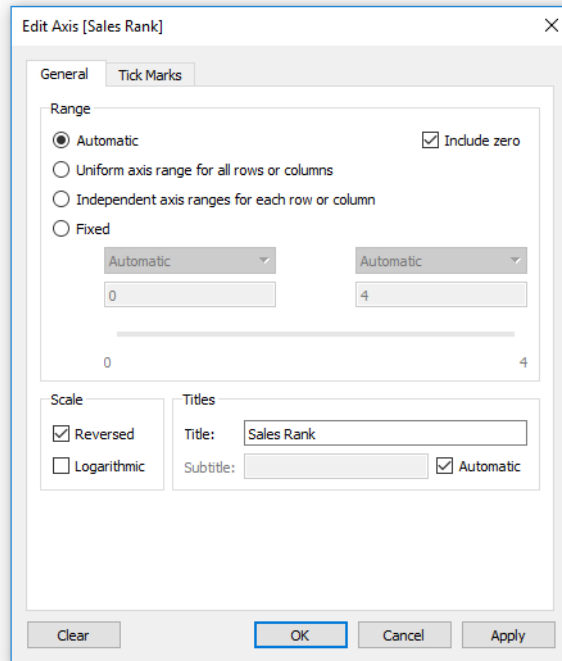 Edit Axis [Sales Rank]
General Tick Marks
Range
Automatic Include zero
Uniform axis range for all rows or columns
Independent axis ranges for each row or column
Fixed
Automatic Automatic
0 4
0 4
Scale Titles
Reversed Title: Sales Rank
Logarithmic Subtitle: Automatic
Clear OK Cancel Apply